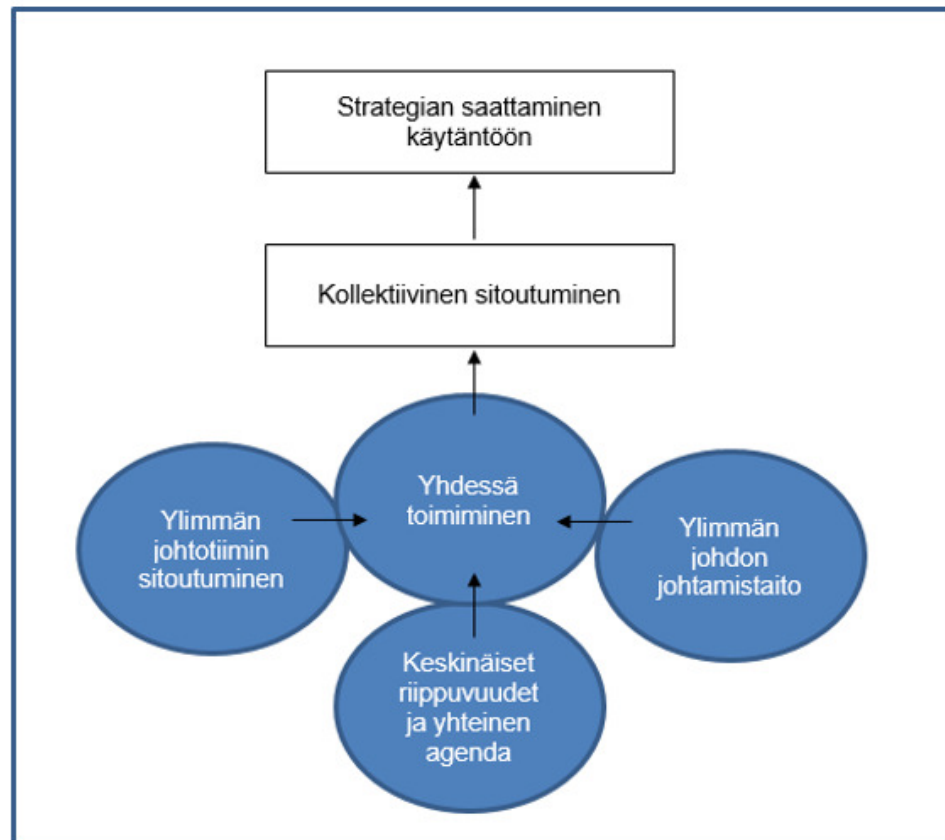 Strategian saattaminen
käytäntöön
Kollektiivinen sitoutuminen
Yhdessä
toimiminen
Ylimmän
johtotiimin
sitoutuminen
Ylimmän
johdon
johtamistaito
Keskinäiset
riippuvuudet
ja yhteinen
agenda